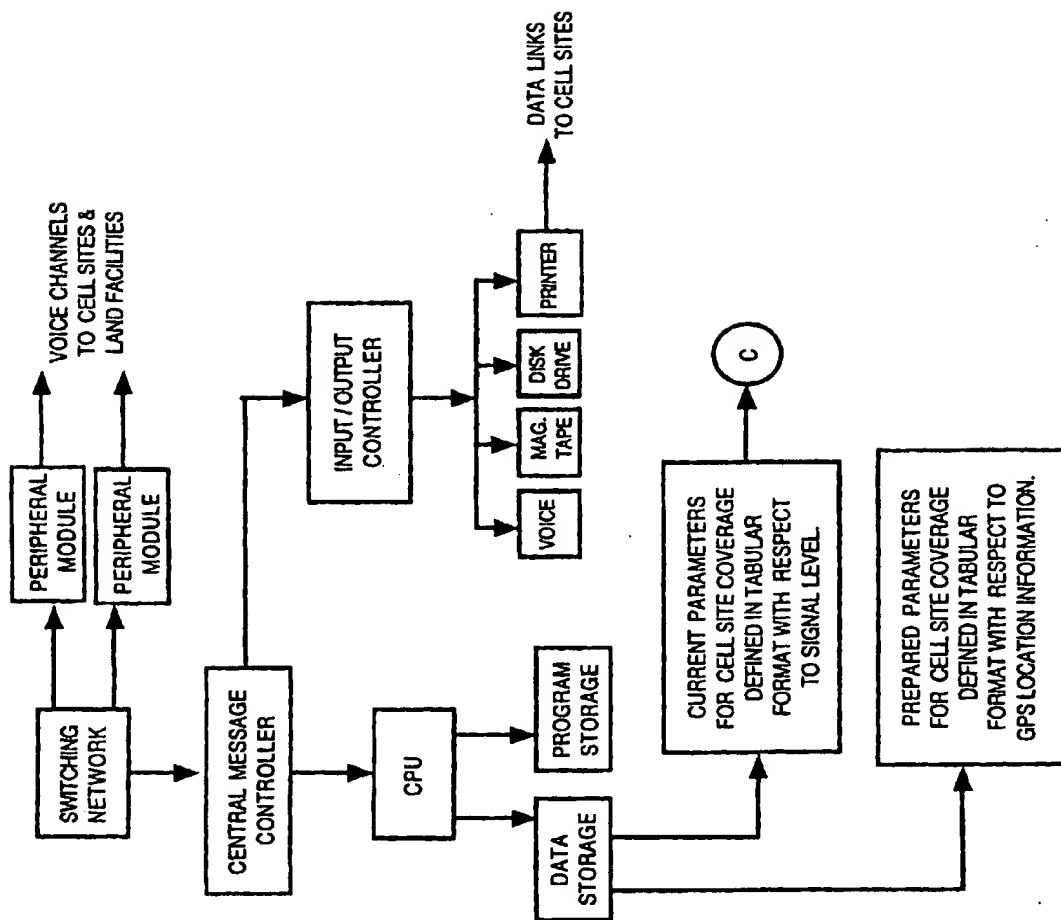 PERIPHERAL
MODULE
PERIPHERAL
MODULE
VOICE CHANNELS
TO CELL SITES &
LAND FACILITIES
SWITCHING
NETWORK
CENTRAL MESSAGE
CONTROLLER
INPUT / OUTPUT
CONTROLLER
VOICE
MAG.
TAPE
DISK
DRIVE
PRINTER
DATA LINKS
TO CELL SITES
CPU
DATA
STORAGE
PROGRAM
STORAGE
CURRENT PARAMETERS
FOR CELL SITE COVERAGE
DEFINED IN TABULAR
FORMAT WITH RESPECT
TO SIGNAL LEVEL.
C
PREPARED PARAMETERS
FOR CELL SITE COVERAGE
DEFINED IN TABULAR
FORMAT WITH RESPECT TO
GPS LOCATION INFORMATION.